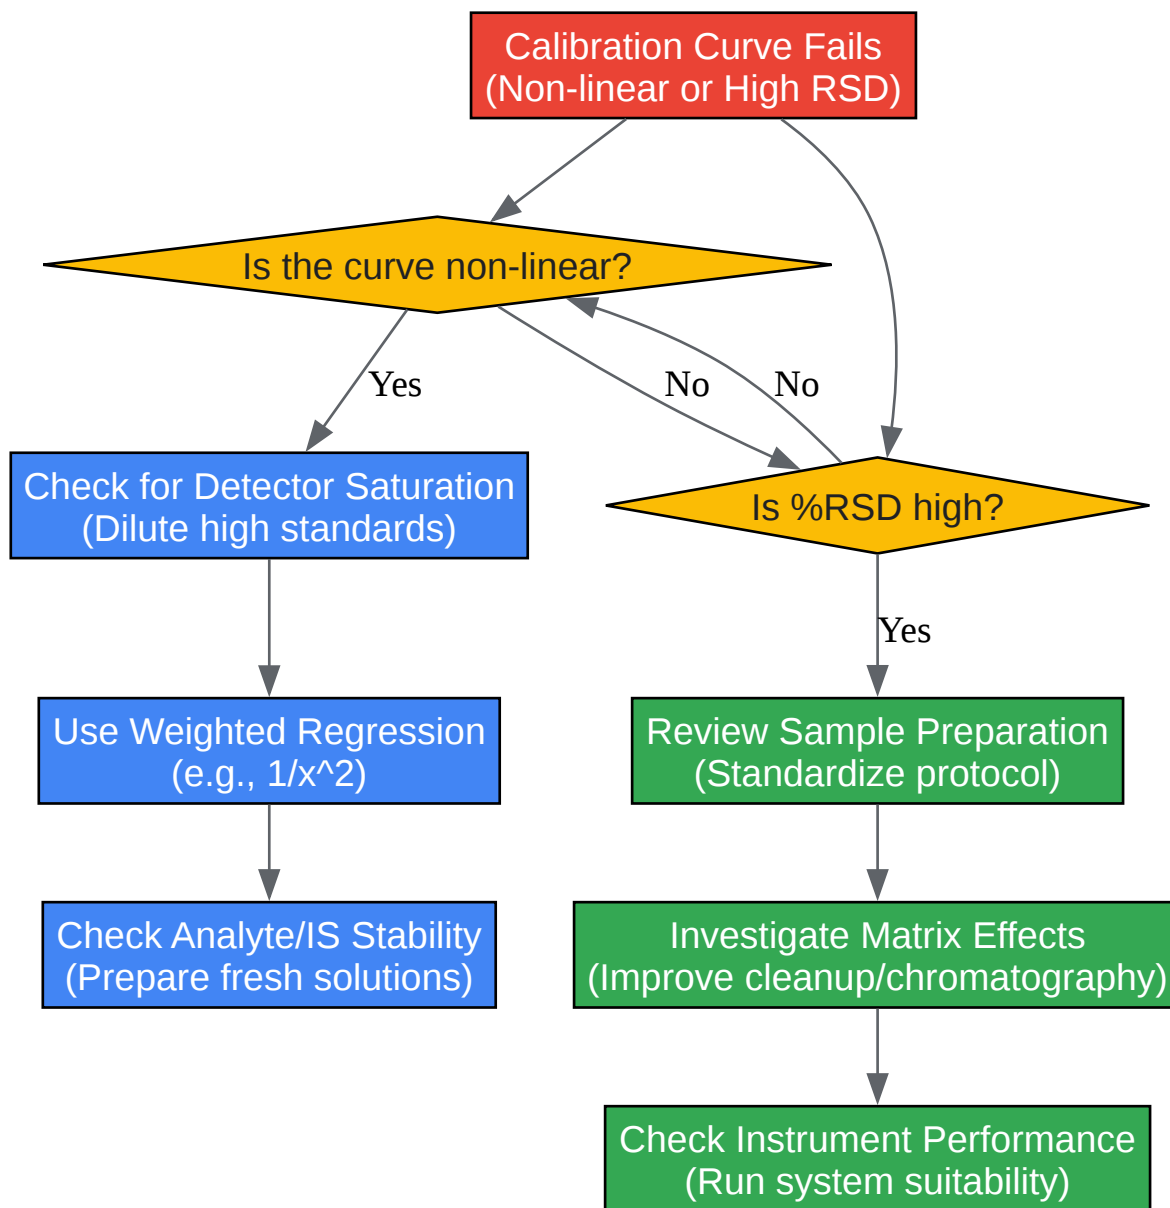 Calibration Curve Fails
(Non-linear or High RSD)
Is the curve non-linear?
Yes
No
No
Check for Detector Saturation
(Dilute high standards)
Is %RSD high?
Yes
Use Weighted Regression
(e.g., 1/x^2)
Review Sample Preparation
(Standardize protocol)
Check Analyte/IS Stability
(Prepare fresh solutions)
Investigate Matrix Effects
(Improve cleanup/chromatography)
Check Instrument Performance
(Run system suitability)